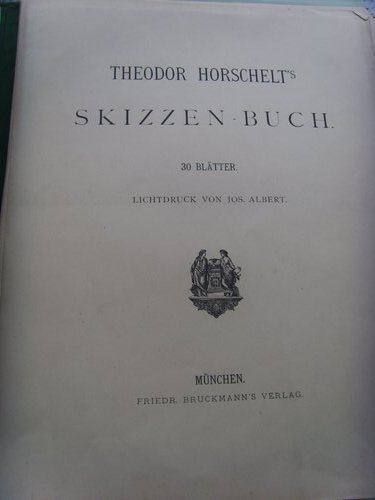 THEODOR HORSCHELT's
SKIZZEN-BUCH.
30 BLÄTTER.
LICHTDRUCK VON JOS. ALBERT.
MÜNCHEN.
FRIEDR. BRUCKMANN'S VERLAG.